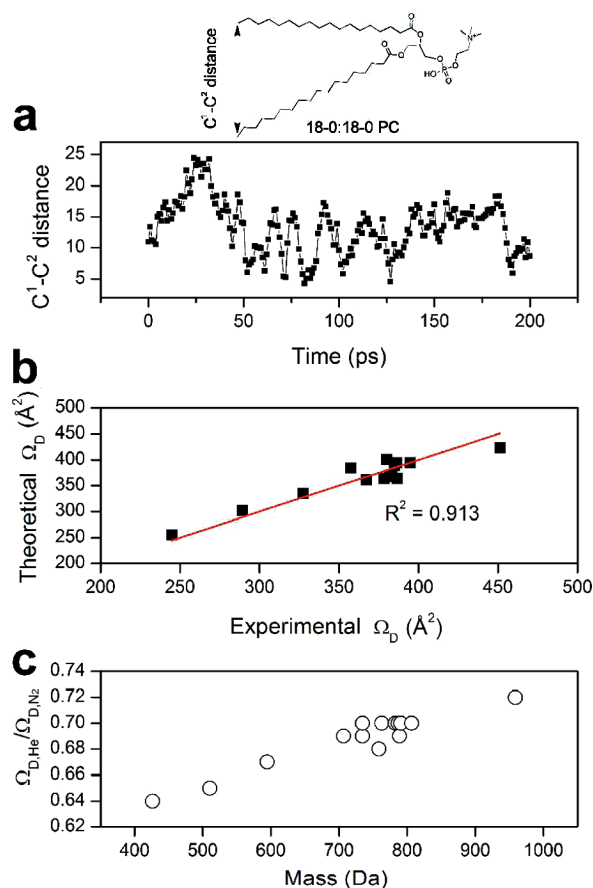 C¹-C² distance
O
O
O
O
N⁺
O
HO
P
O
O
18-0:18-0 PC
a
C¹-C² distance
25
20
15
10
5
0 50 100 150 200
Time (ps)
b
Theoretical Ω_D (Å²)
500
450
400
350
300
250
200
R² = 0.913
200 250 300 350 400 450 500
Experimental Ω_D (Å²)
c
Ω_D,He/Ω_D,N₂
0.74
0.72
0.70
0.68
0.66
0.64
0.62
400 500 600 700 800 900 1000
Mass (Da)